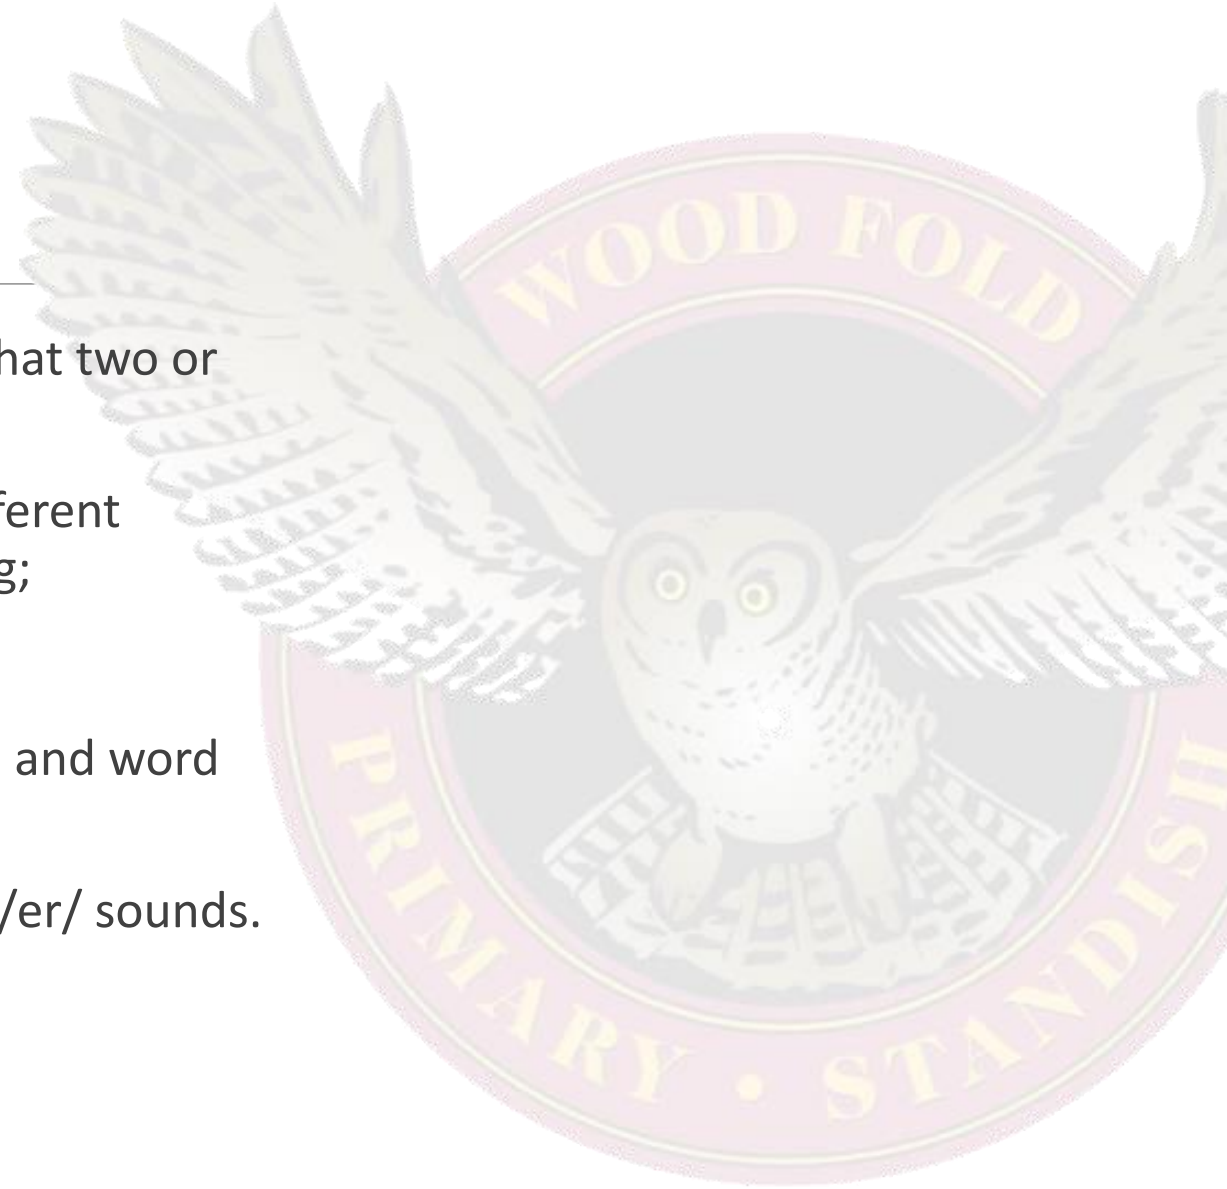 WOOD FOLD
hat two or
ferent
g;
and word
/er/ sounds.
PRIMARY • STANDISH